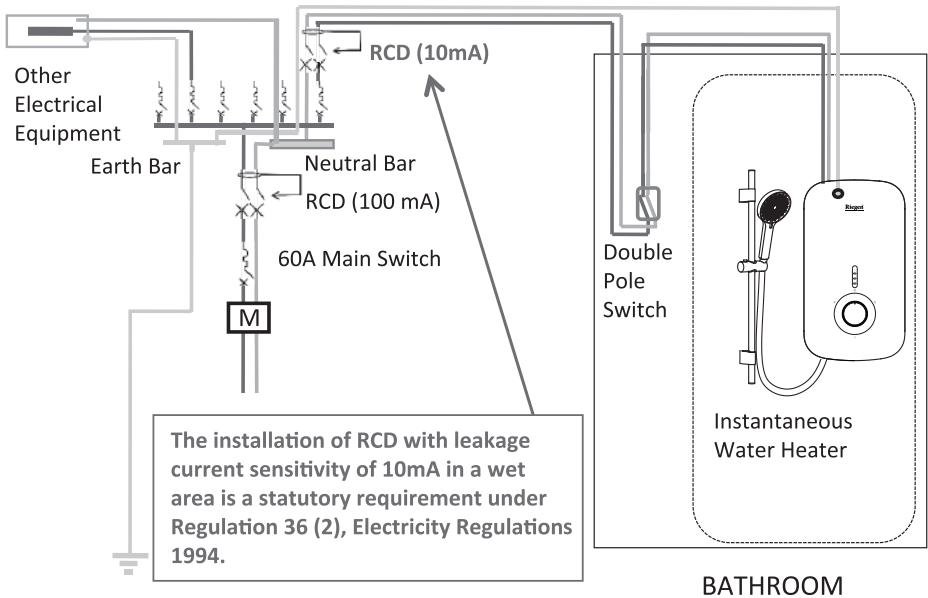 RCD (10mA)
Other
Electrical
Equipment
Earth Bar
Neutral Bar
RCD (100 mA)
60A Main Switch
M
Double
Pole
Switch
Riegen
Instantaneous
Water Heater
The installation of RCD with leakage
current sensitivity of 10mA in a wet
area is a statutory requirement under
Regulation 36 (2), Electricity Regulations
1994.
BATHROOM